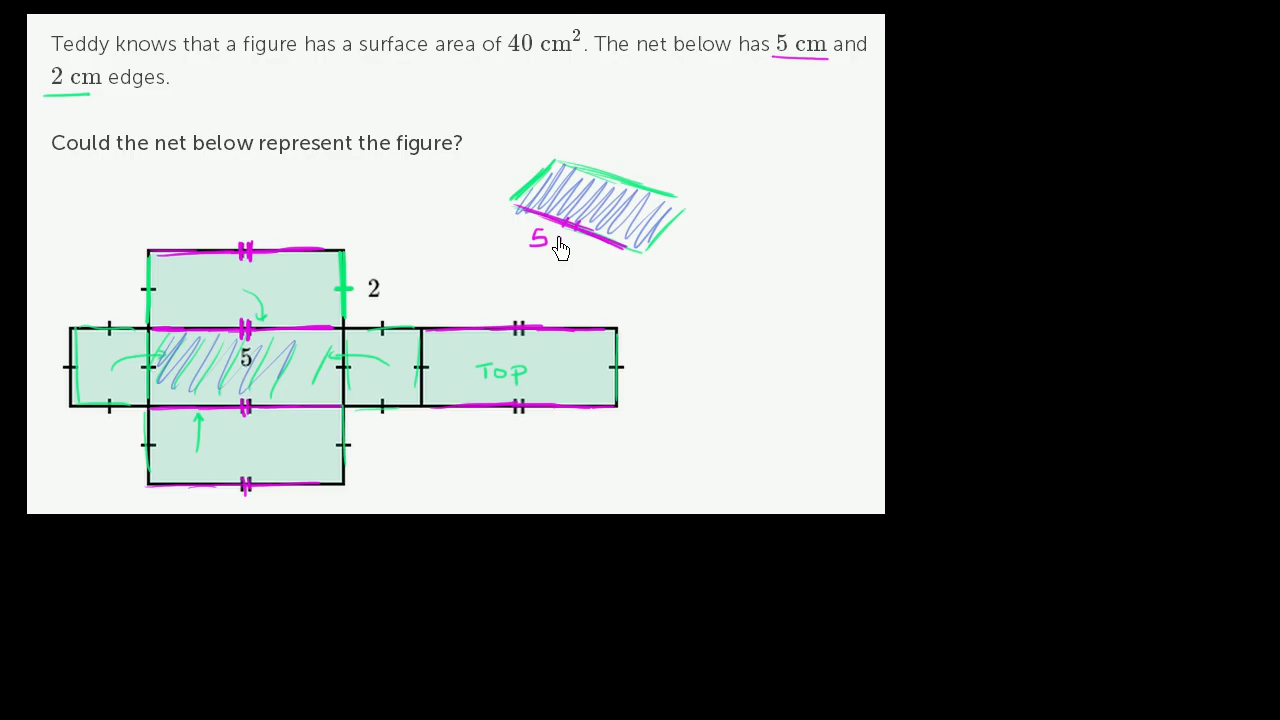 Teddy knows that a figure has a surface area of 40 cm². The net below has 5 cm and
2 cm edges.
Could the net below represent the figure?
5
2
5
Top